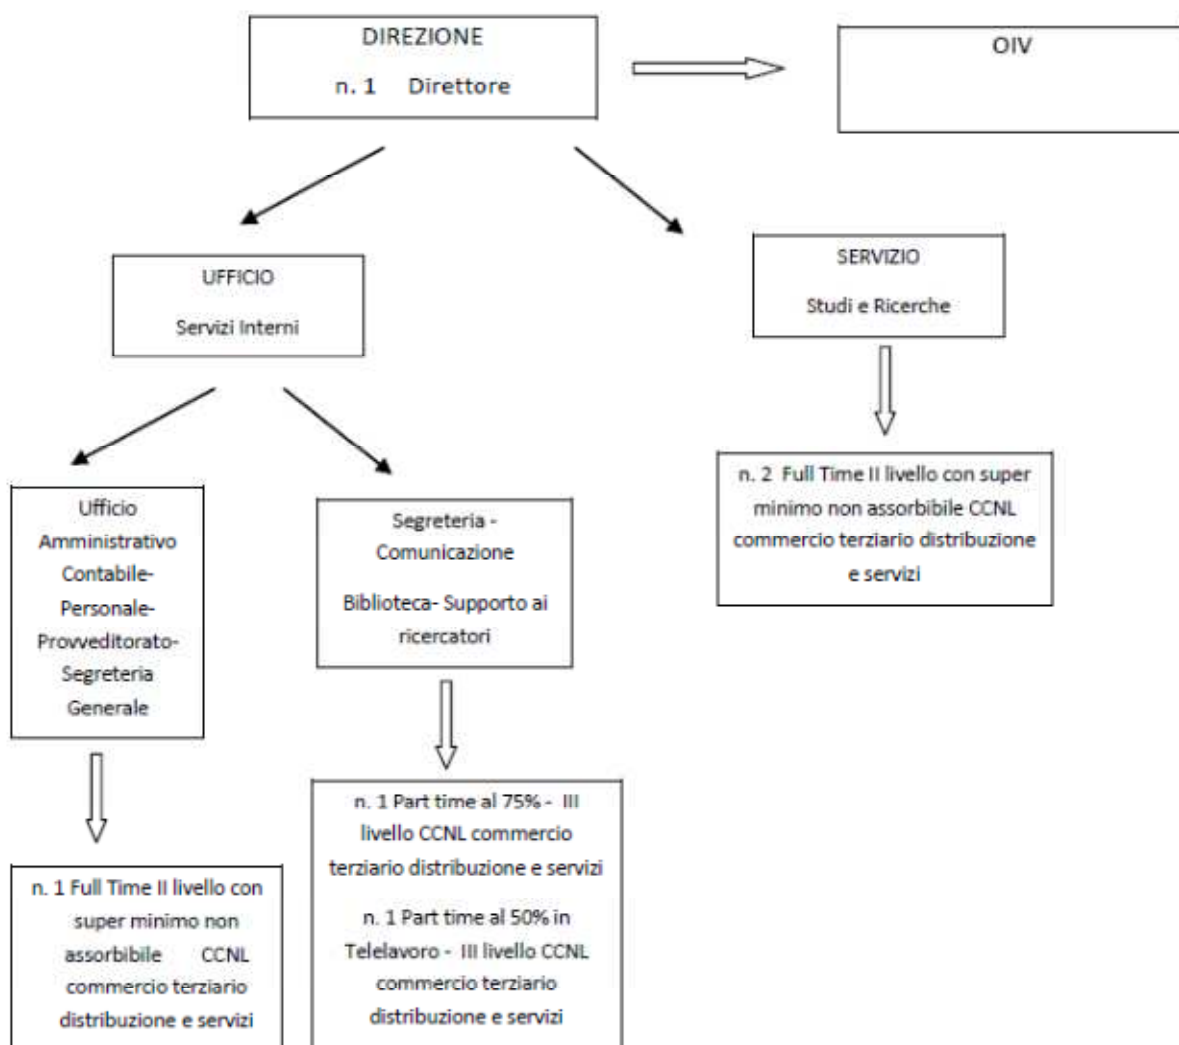 DIREZIONE
n. 1 Direttore
OIV
UFFICIO
Servizi Interni
SERVIZIO
Studi e Ricerche
n. 2 Full Time II livello con super
minimo non assorbibile CCNL
commercio terziario distribuzione
e servizi
Ufficio
Amministrativo
Contabile-
Personale-
Provveditorato-
Segreteria
Generale
Segreteria -
Comunicazione
Biblioteca- Supporto ai
ricercatori
n. 1 Full Time II livello con
super minimo non
assorbibile CCNL
commercio terziario
distribuzione e servizi
n. 1 Part time al 75% - III
livello CCNL commercio
terziario distribuzione e servizi
n. 1 Part time al 50% in
Telelavoro - III livello CCNL
commercio terziario
distribuzione e servizi